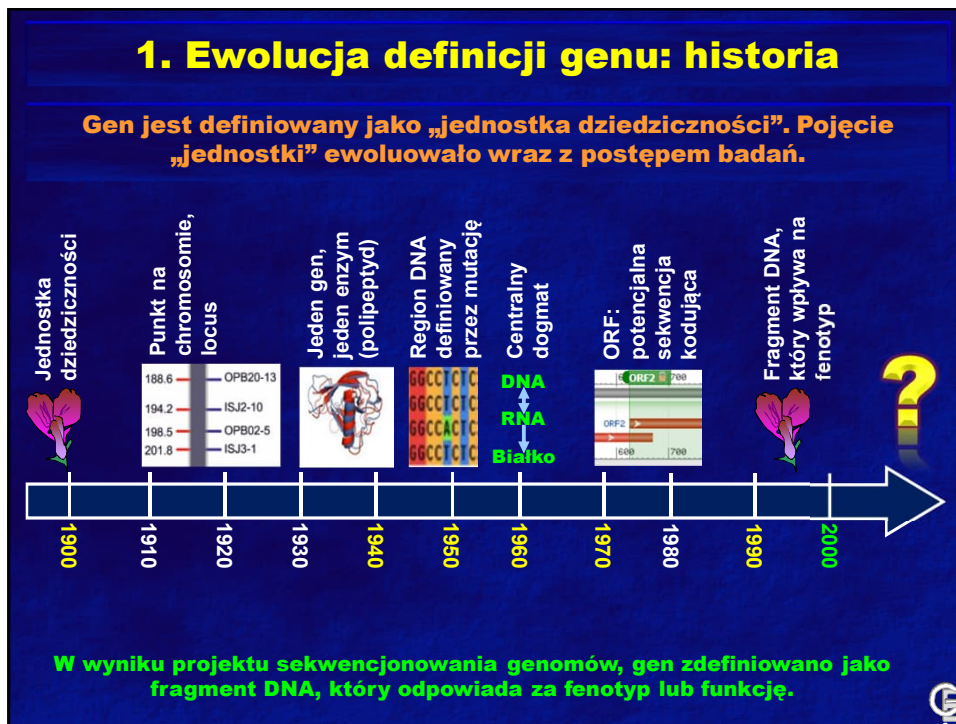 1. Ewolucja definicji genu: historia
Gen jest definiowany jako „jednostka dziedziczności”. Pojęcie
„jednostki” ewoluowało wraz z postępem badań.
Jednostka
dziedziczności
Punkt na
chromosomie,
locus
Jeden gen,
jeden enzym
(polipeptyd)
Region DNA
definiowany
przez mutację
Centralny
dogmat
ORF:
potencjalna
sekwencja
kodująca
Fragment DNA,
który wpływa na
fenotyp
188.6 OPB20-13
194.2 ISJ2-10
198.5 OPB02-5
201.8 ISJ3-1
GGCCTCTC
GGCCTCTC
GGCCACTC
GGCCTCTC
DNA
RNA
Białko
ORF2 700
ORF2
600 700
?
1900
1910
1920
1930
1940
1950
1960
1970
1980
1990
2000
W wyniku projektu sekwencjonowania genomów, gen zdefiniowano jako
fragment DNA, który odpowiada za fenotyp lub funkcję.